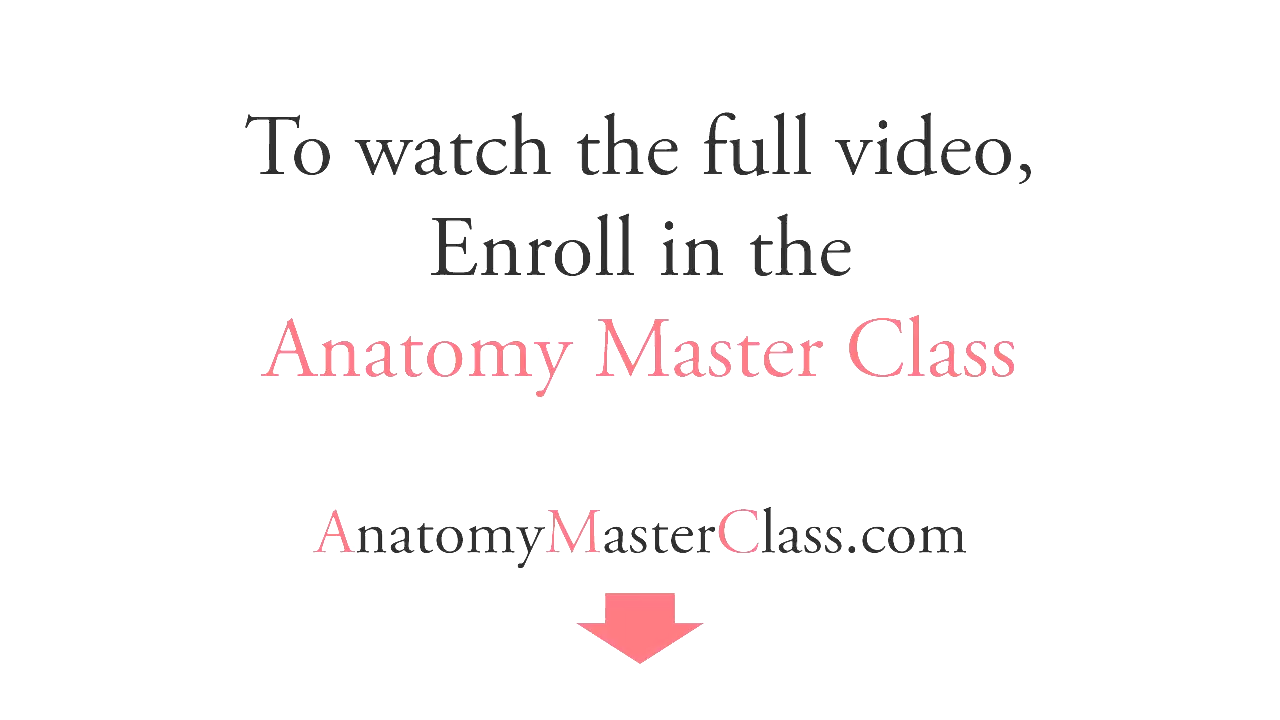 To watch the full video,
Enroll in the
Anatomy Master Class
AnatomyMasterClass.com